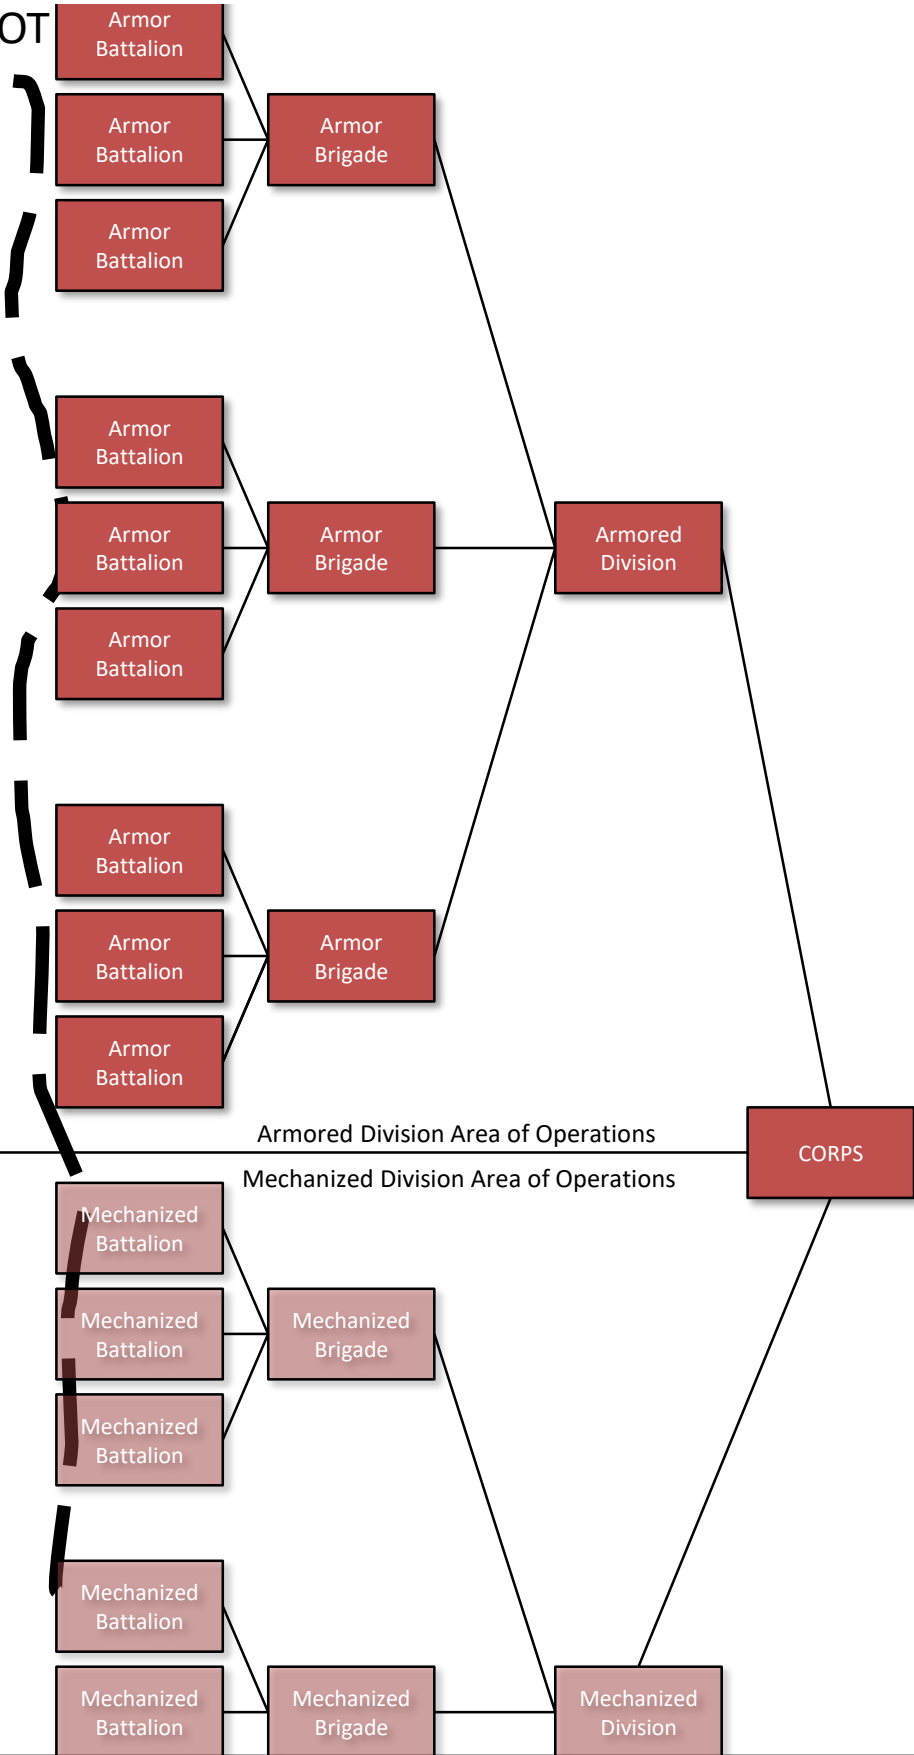 OT
Armor
Battalion
Armor
Battalion
Armor
Brigade
Armor
Battalion
Armor
Battalion
Armor
Battalion
Armor
Brigade
Armored
Division
Armor
Battalion
Armor
Battalion
Armor
Battalion
Armor
Brigade
Armor
Battalion
Armored Division Area of Operations
CORPS
Mechanized Division Area of Operations
Mechanized
Battalion
Mechanized
Battalion
Mechanized
Brigade
Mechanized
Battalion
Mechanized
Battalion
Mechanized
Battalion
Mechanized
Brigade
Mechanized
Division